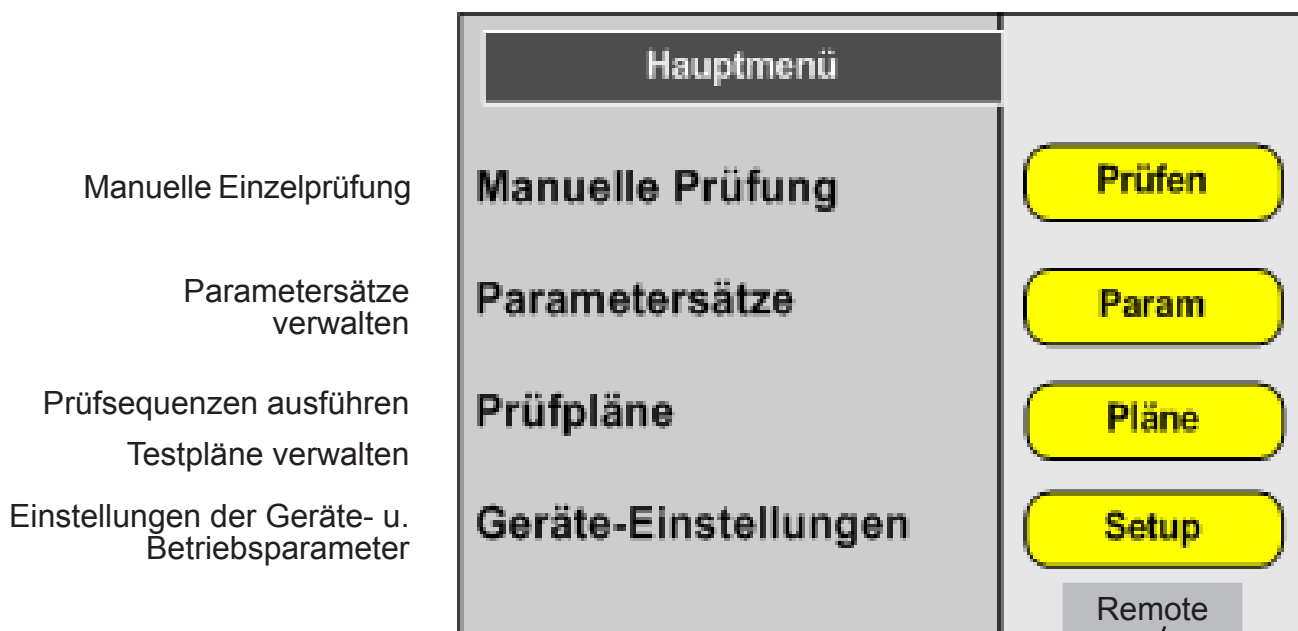 Hauptmenü
Manuelle Einzelprüfung
Manuelle Prüfung
Prüfen
Parametersätze
verwalten
Parametersätze
Param
Prüfsequenzen ausführen
Testpläne verwalten
Prüfpläne
Pläne
Einstellungen der Geräte- u.
Betriebsparameter
Geräte-Einstellungen
Setup
Remote